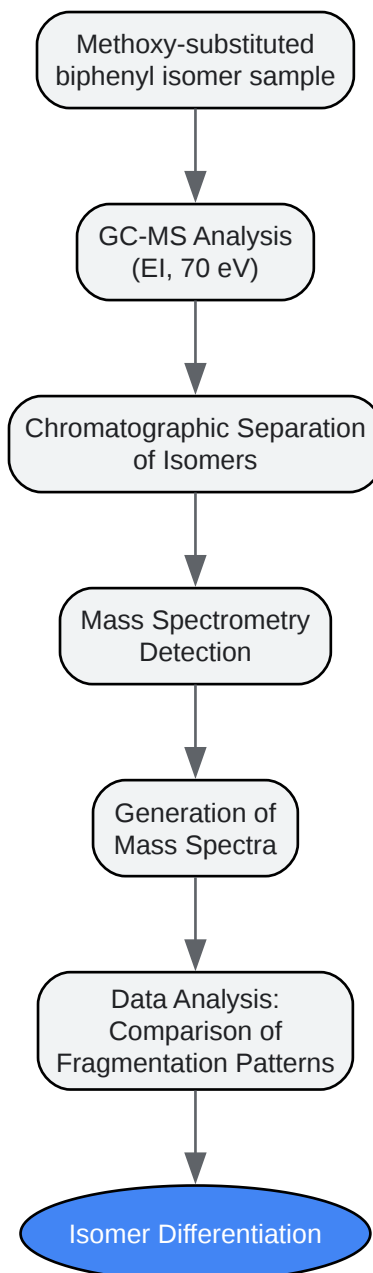 Methoxy-substituted
biphenyl isomer sample
GC-MS Analysis
(EI, 70 eV)
Chromatographic Separation
of Isomers
Mass Spectrometry
Detection
Generation of
Mass Spectra
Data Analysis:
Comparison of
Fragmentation Patterns
Isomer Differentiation